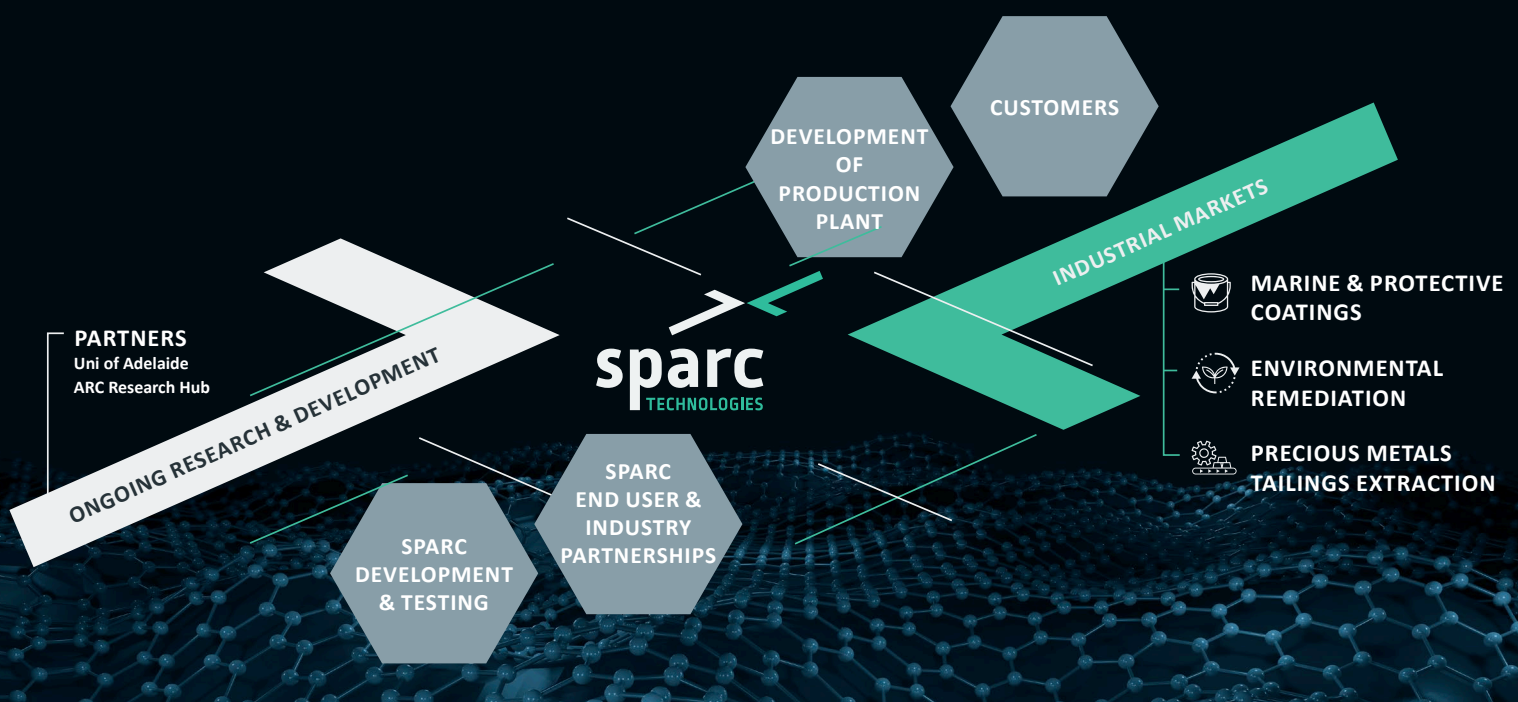 PARTNERS
Uni of Adelaide
ARC Research Hub
ONGOING RESEARCH & DEVELOPMENT
SPARC
DEVELOPMENT
& TESTING
sparc
TECHNOLOGIES
SPARC
END USER &
INDUSTRY
PARTNERSHIPS
DEVELOPMENT
OF
PRODUCTION
PLANT
CUSTOMERS
INDUSTRIAL MARKETS
MARINE & PROTECTIVE
COATINGS
ENVIRONMENTAL
REMEDIATION
PRECIOUS METALS
TAILINGS EXTRACTION